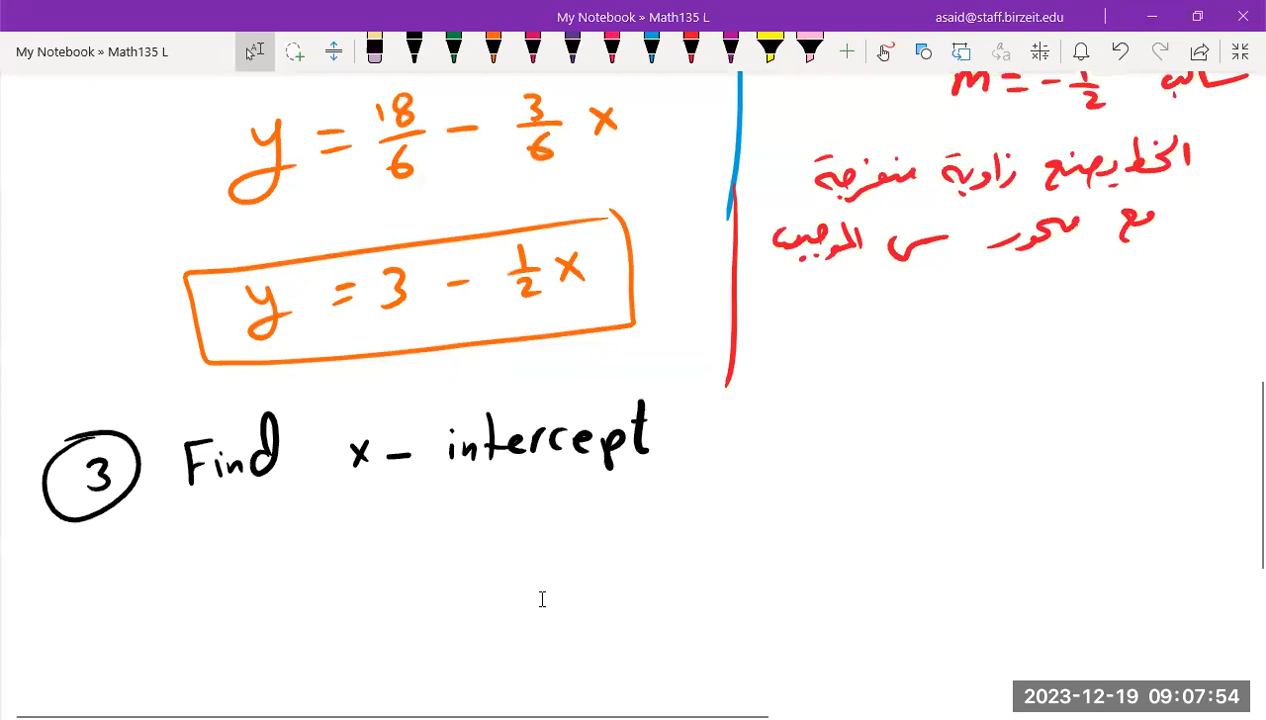 My Notebook » Math135 L
asaid@staff.birzeit.edu
My Notebook » Math135 L
y = 18/6 - 3/6 x
y = 3 - 1/2 x
m = - 1/2 سالب
الخط يصنع زاوية منفرجة
مع محور س الموجب
3 Find x - intercept
2023-12-19 09:07:54